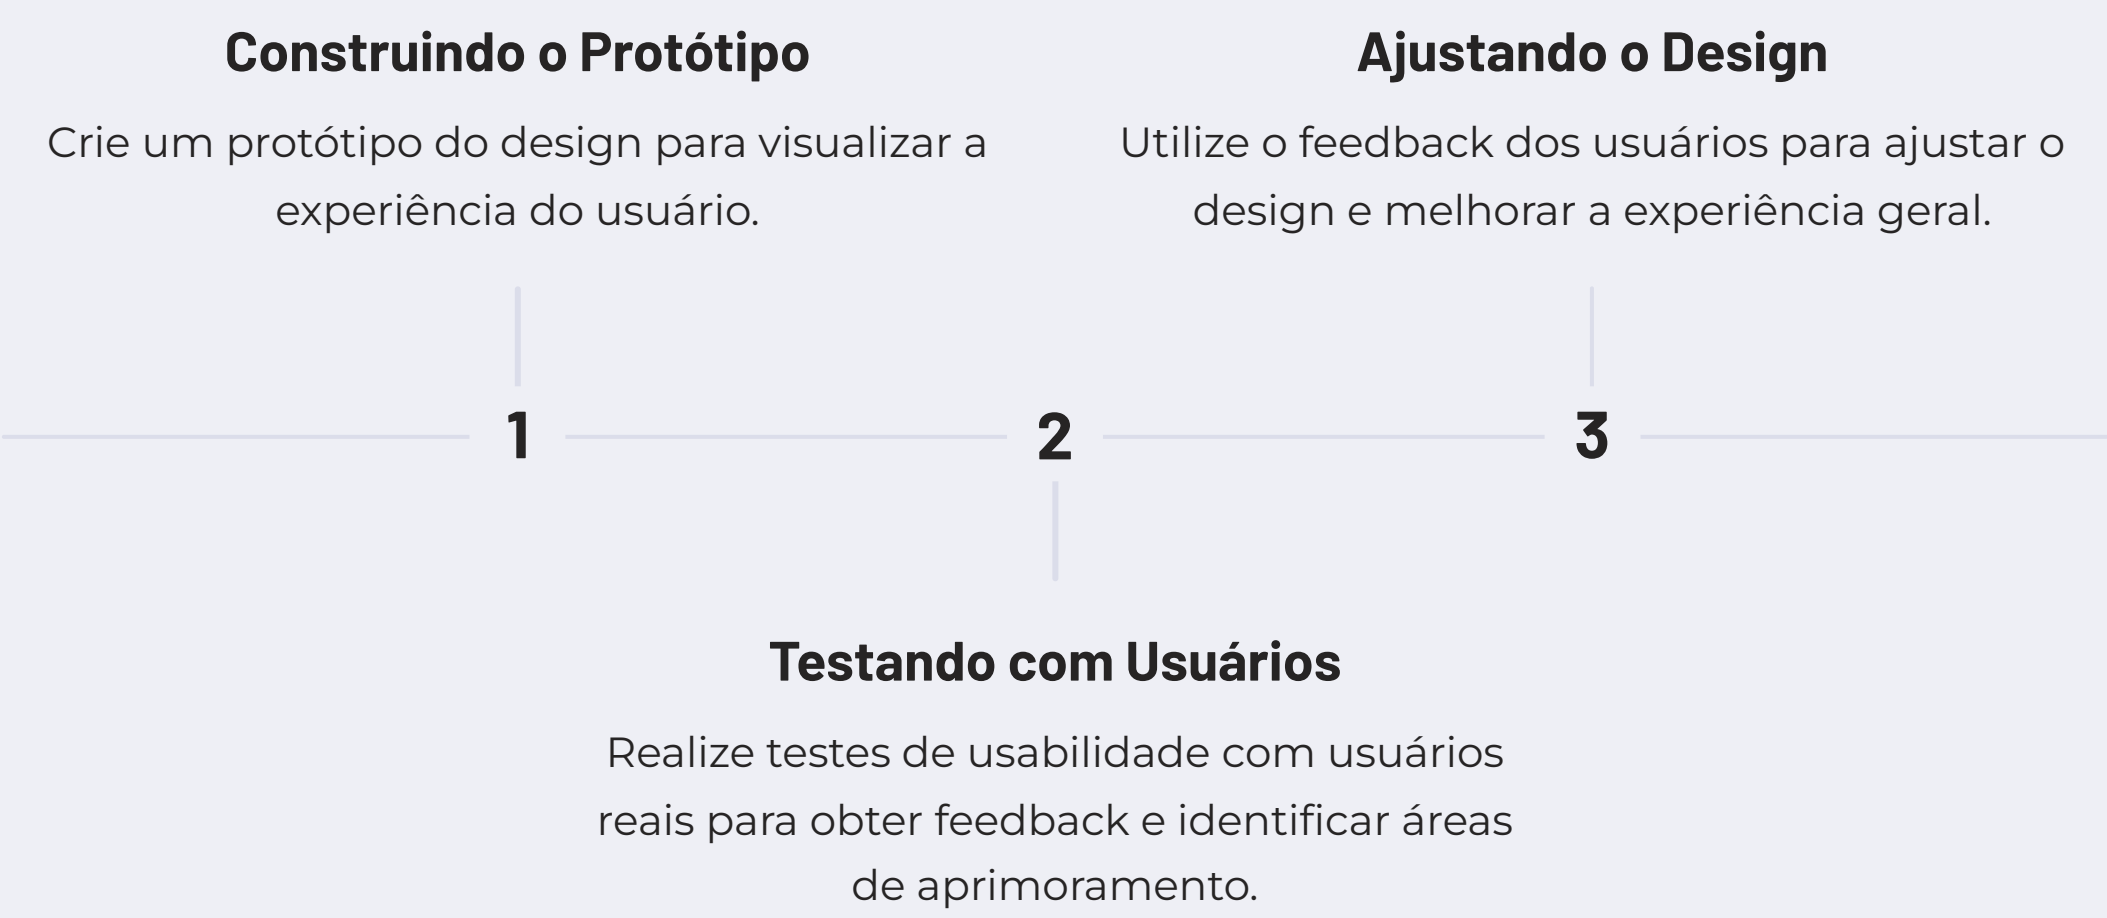 Construindo o Protótipo
Crie um protótipo do design para visualizar a
experiência do usuário.
Ajustando o Design
Utilize o feedback dos usuários para ajustar o
design e melhorar a experiência geral.
1
2
3
Testando com Usuários
Realize testes de usabilidade com usuários
reais para obter feedback e identificar áreas
de aprimoramento.